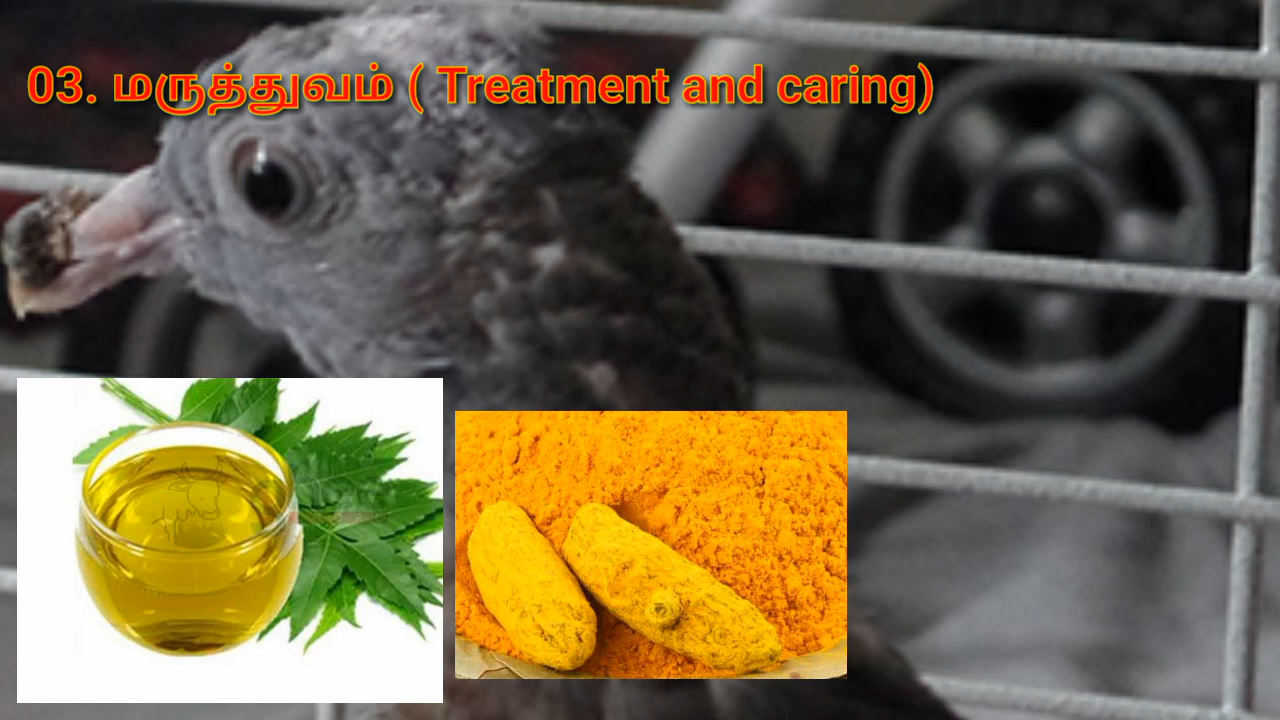 03. மருத்துவம் ( Treatment and caring)